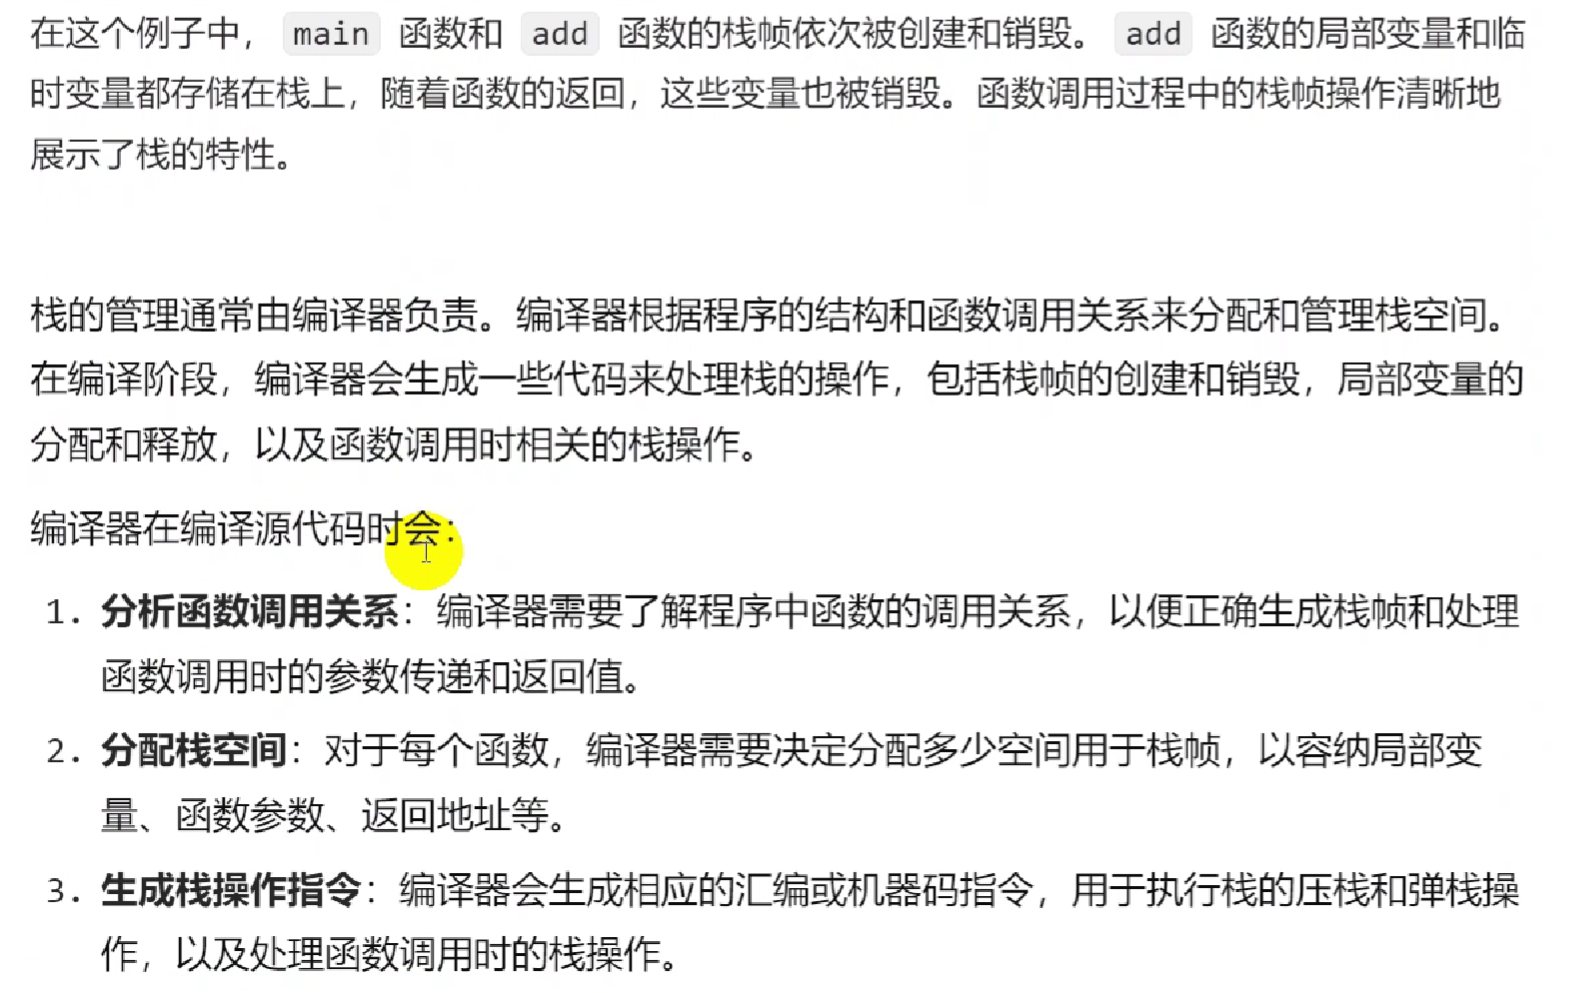 在这个例子中， main 函数和 add 函数的栈帧依次被创建和销毁。 add 函数的局部变量和临
时变量都存储在栈上，随着函数的返回，这些变量也被销毁。函数调用过程中的栈帧操作清晰地
展示了栈的特性。
栈的管理通常由编译器负责。编译器根据程序的结构和函数调用关系来分配和管理栈空间。
在编译阶段，编译器会生成一些代码来处理栈的操作，包括栈帧的创建和销毁，局部变量的
分配和释放，以及函数调用时相关的栈操作。
编译器在编译源代码时会：
1. 分析函数调用关系：编译器需要了解程序中函数的调用关系，以便正确生成栈帧和处理
函数调用时的参数传递和返回值。
2. 分配栈空间：对于每个函数，编译器需要决定分配多少空间用于栈帧，以容纳局部变
量、函数参数、返回地址等。
3. 生成栈操作指令：编译器会生成相应的汇编或机器码指令，用于执行栈的压栈和弹栈操
作，以及处理函数调用时的栈操作。